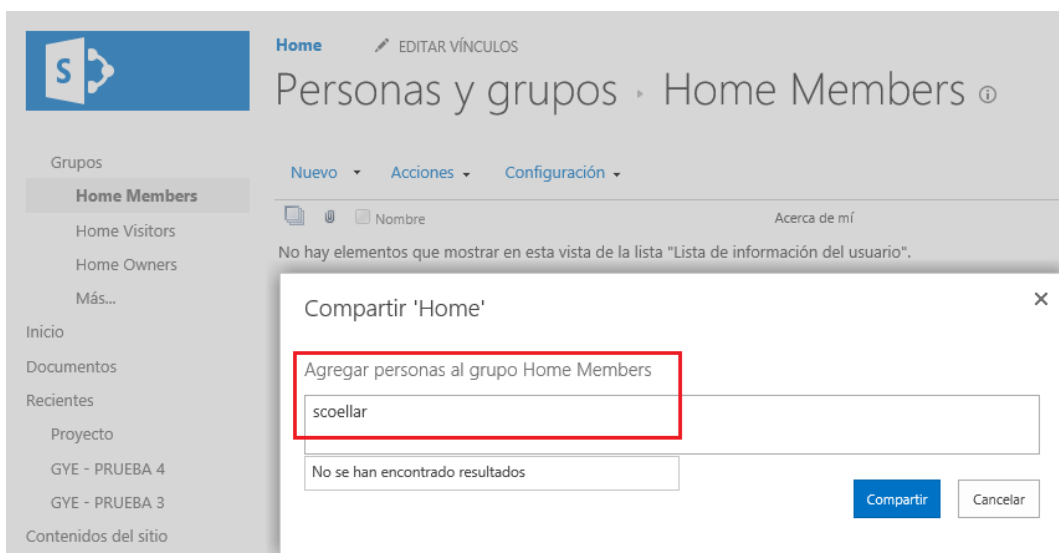 S
Home EDITAR VÍNCULOS
Personas y grupos Home Members
Grupos
Home Members
Home Visitors
Home Owners
Más...
Inicio
Documentos
Recientes
Proyecto
GYE - PRUEBA 4
GYE - PRUEBA 3
Contenidos del sitio
Nuevo Acciones Configuración
Nombre Acerca de mí
No hay elementos que mostrar en esta vista de la lista "Lista de información del usuario".
Compartir 'Home'
Agregar personas al grupo Home Members
scoellar
No se han encontrado resultados
Compartir Cancelar